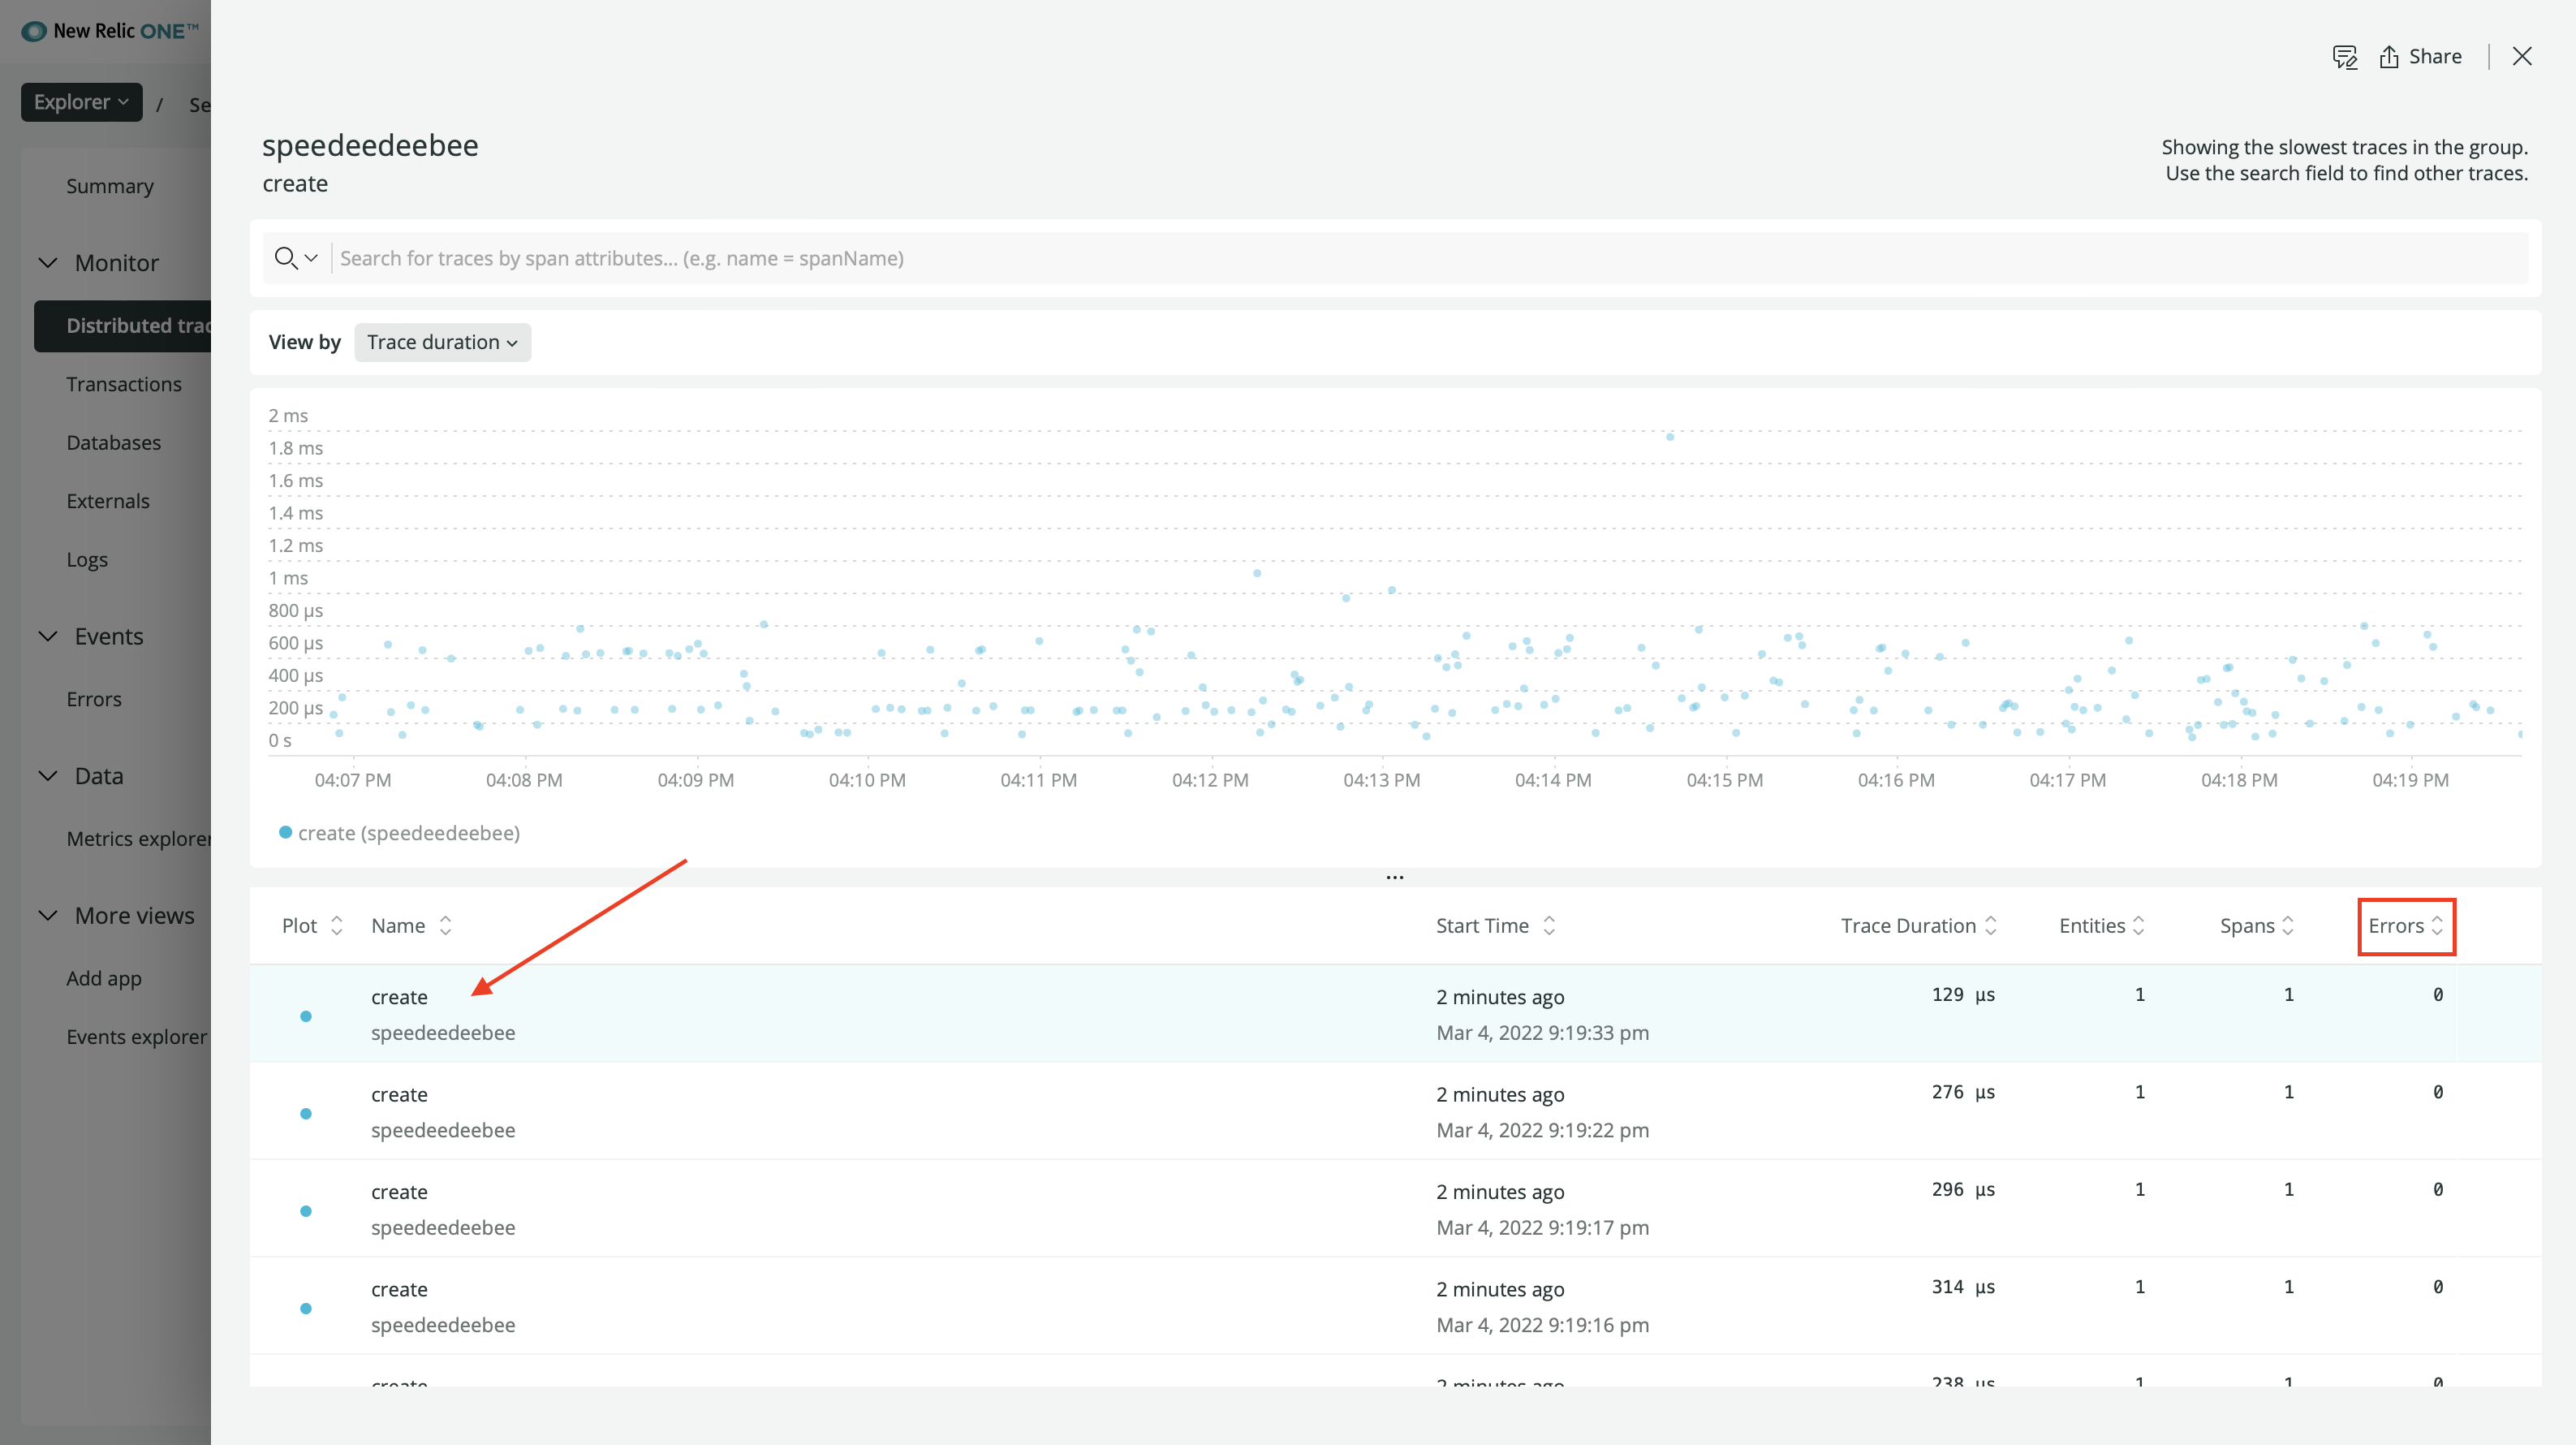 New Relic ONE™
Share
Explorer / Se
speedeedeebee
create
Showing the slowest traces in the group.
Use the search field to find other traces.
Summary
Monitor
Distributed trac
Transactions
Databases
Externals
Logs
Events
Errors
Data
Metrics explorer
More views
Add app
Events explorer
Search for traces by span attributes... (e.g. name = spanName)
View by Trace duration
2 ms
1.8 ms
1.6 ms
1.4 ms
1.2 ms
1 ms
800 µs
600 µs
400 µs
200 µs
0 s
04:07 PM 04:08 PM 04:09 PM 04:10 PM 04:11 PM 04:12 PM 04:13 PM 04:14 PM 04:15 PM 04:16 PM 04:17 PM 04:18 PM 04:19 PM
create (speedeedeebee)
...
Plot Name Start Time Trace Duration Entities Spans Errors
create 2 minutes ago 129 µs 1 1 0
speedeedeebee Mar 4, 2022 9:19:33 pm
create 2 minutes ago 276 µs 1 1 0
speedeedeebee Mar 4, 2022 9:19:22 pm
create 2 minutes ago 296 µs 1 1 0
speedeedeebee Mar 4, 2022 9:19:17 pm
create 2 minutes ago 314 µs 1 1 0
speedeedeebee Mar 4, 2022 9:19:16 pm
create 2 minutes ago 238 µs 1 1 0